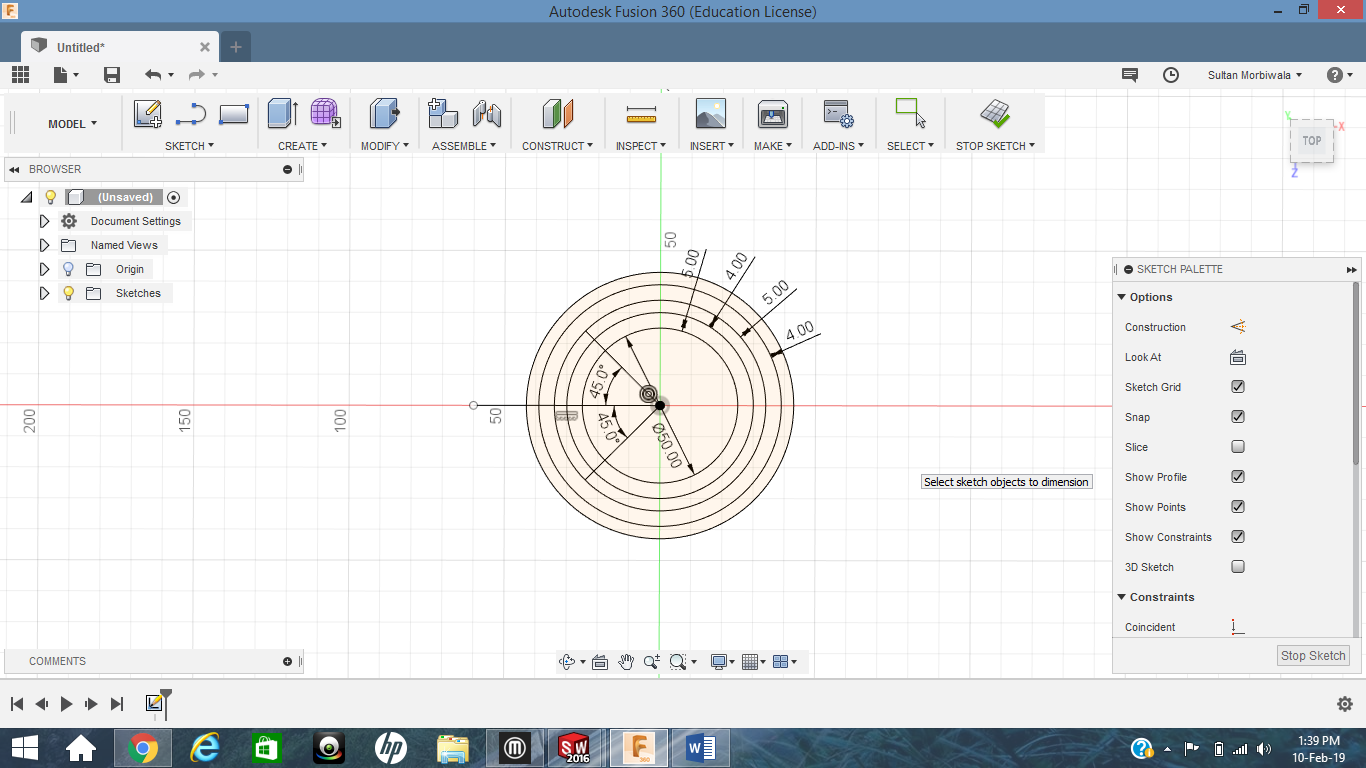 Autodesk Fusion 360 (Education License)
Untitled*
Sultan Morbiwala
MODEL
SKETCH
CREATE
MODIFY
ASSEMBLE
CONSTRUCT
INSPECT
INSERT
MAKE
ADD-INS
SELECT
STOP SKETCH
Y
X
TOP
Z
BROWSER
(Unsaved)
Document Settings
Named Views
Origin
Sketches
50
5.00
4.00
5.00
4.00
45.0°
45.0°
Ø50.00
200
150
100
50
Select sketch objects to dimension
SKETCH PALETTE
Options
Construction
Look At
Sketch Grid
Snap
Slice
Show Profile
Show Points
Show Constraints
3D Sketch
Constraints
Coincident
Stop Sketch
COMMENTS
hp
SW
2016
F
360
W
1:39 PM
10-Feb-19